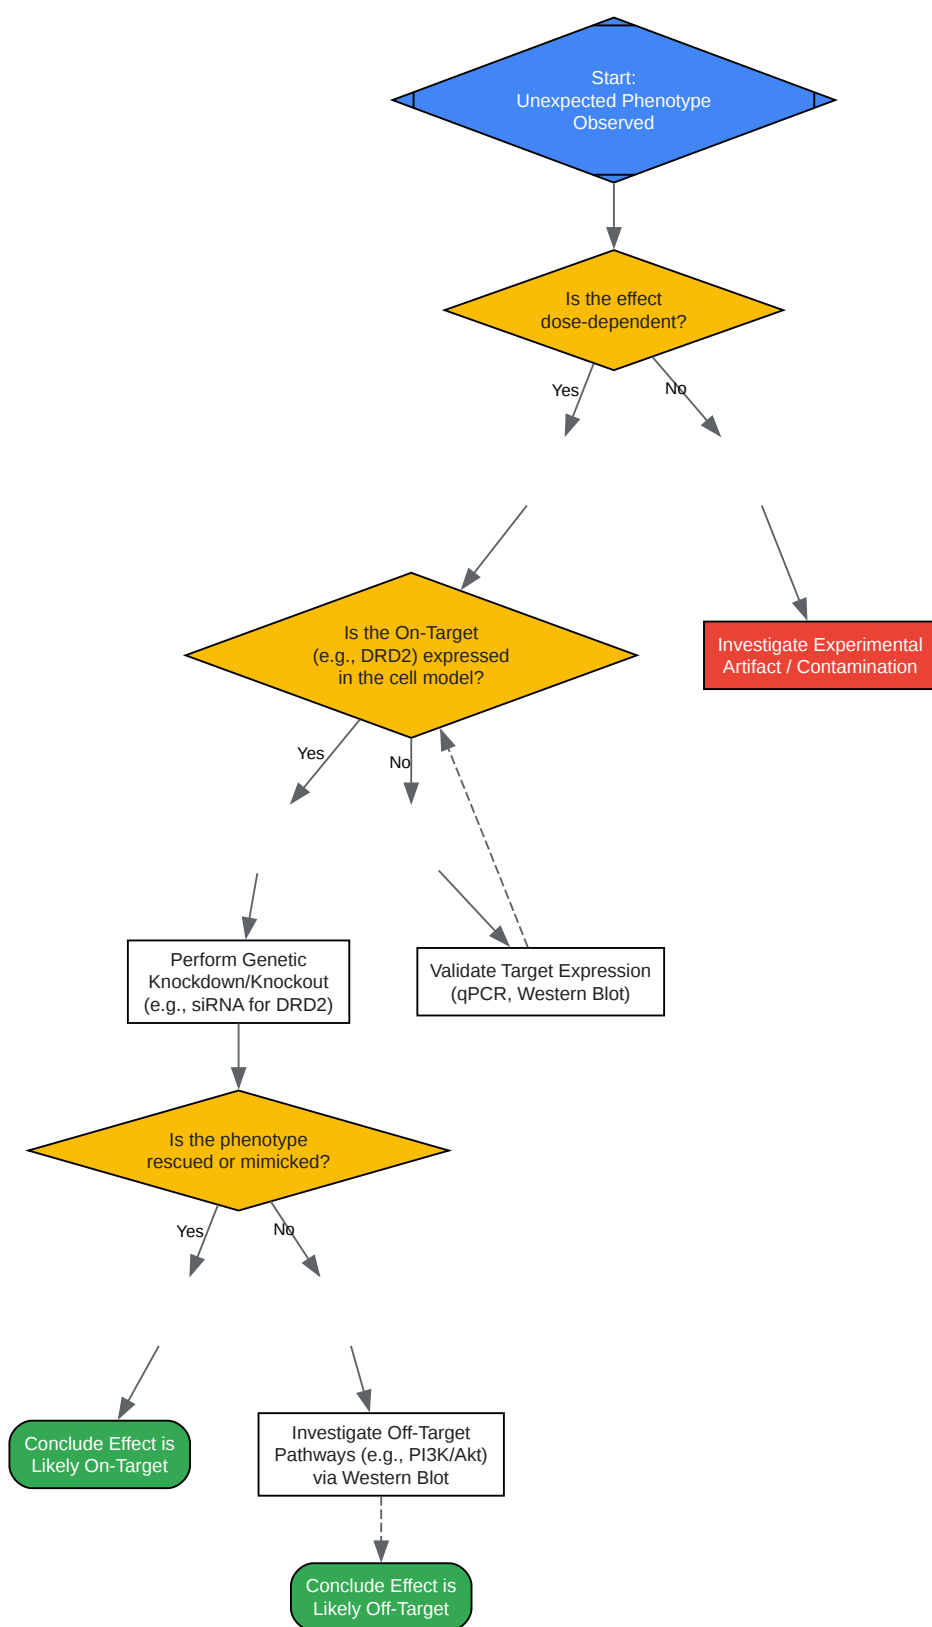 Start:
Unexpected Phenotype
Observed
Is the effect
dose-dependent?
Yes
No
Is the On-Target
(e.g., DRD2) expressed
in the cell model?
Investigate Experimental
Artifact / Contamination
Yes
No
Perform Genetic
Knockdown/Knockout
(e.g., siRNA for DRD2)
Validate Target Expression
(qPCR, Western Blot)
Is the phenotype
rescued or mimicked?
Yes
No
Conclude Effect is
Likely On-Target
Investigate Off-Target
Pathways (e.g., PI3K/Akt)
via Western Blot
Conclude Effect is
Likely Off-Target